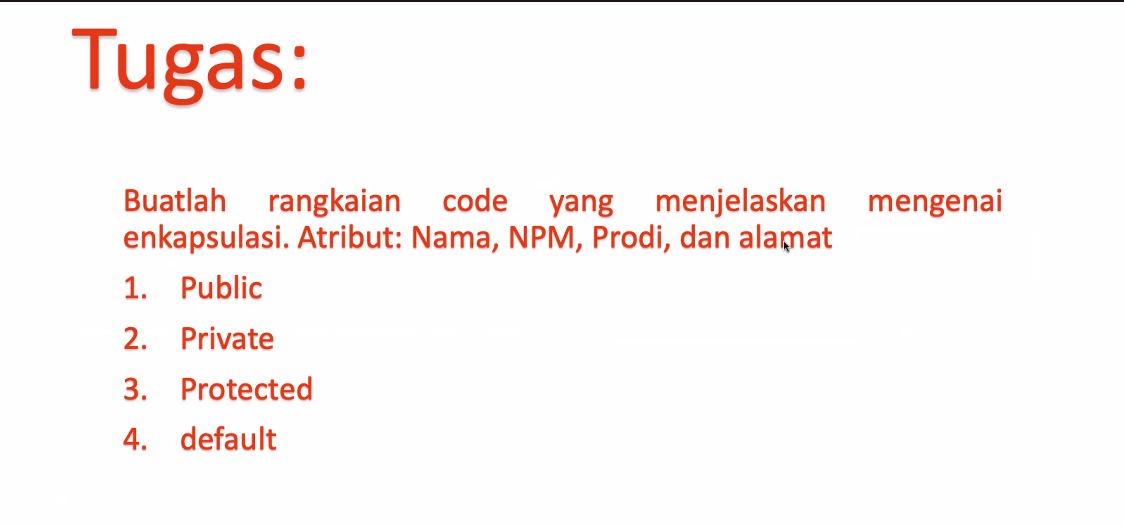 Tugas:
Buatlah rangkaian code yang menjelaskan mengenai
enkapsulasi. Atribut: Nama, NPM, Prodi, dan alamat
1. Public
2. Private
3. Protected
4. default